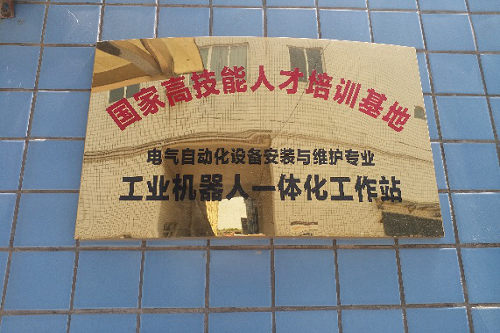 国家高技能人才培训基地
电气自动化设备安装与维护专业
工业机器人一体化工作站